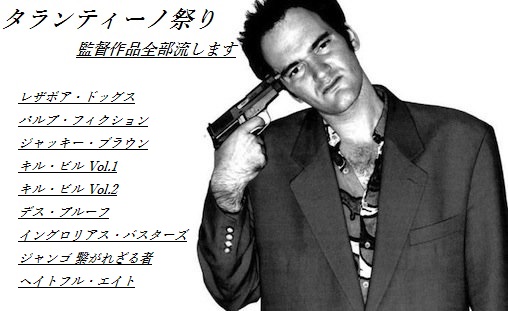 タランティーノ祭り
監督作品全部流します
レザボア・ドッグス
パルプ・フィクション
ジャッキー・ブラウン
キル・ビル Vol.1
キル・ビル Vol.2
デス・プルーフ
イングロリアス・バスターズ
ジャンゴ 繋がれざる者
ヘイトフル・エイト